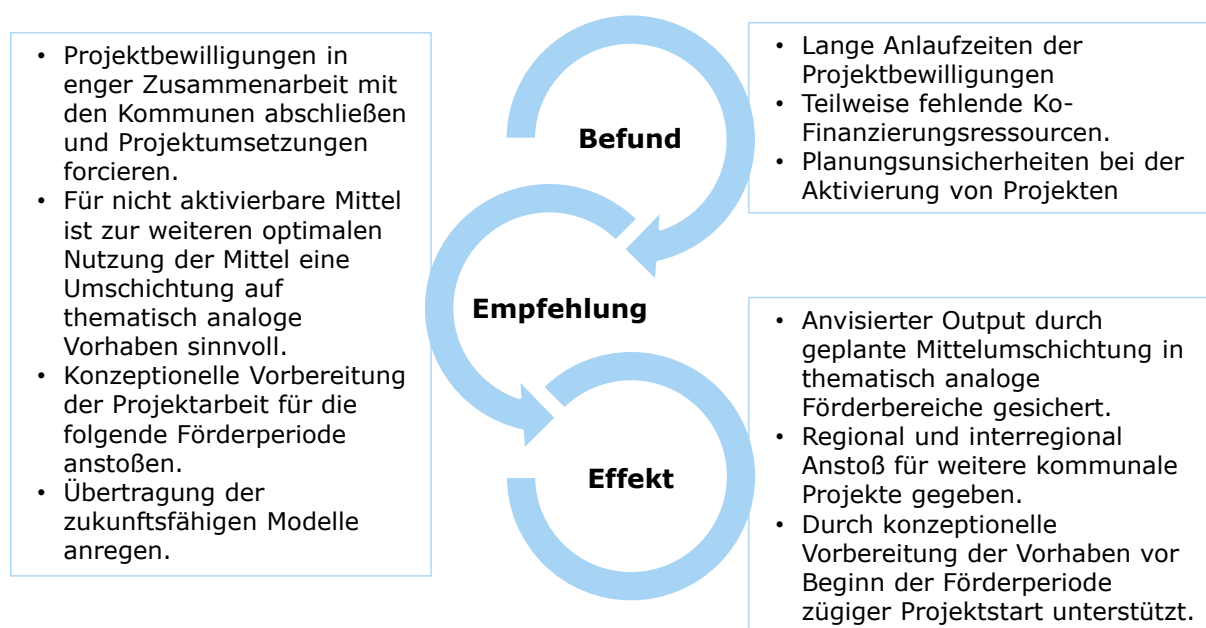 Befund
• Lange Anlaufzeiten der
Projektbewilligungen
• Teilweise fehlende Ko-
Finanzierungsressourcen.
• Planungsunsicherheiten bei der
Aktivierung von Projekten
Empfehlung
• Projektbewilligungen in
enger Zusammenarbeit mit
den Kommunen abschließen
und Projektumsetzungen
forcieren.
• Für nicht aktivierbare Mittel
ist zur weiteren optimalen
Nutzung der Mittel eine
Umschichtung auf
thematisch analoge
Vorhaben sinnvoll.
• Konzeptionelle Vorbereitung
der Projektarbeit für die
folgende Förderperiode
anstoßen.
• Übertragung der
zukunftsfähigen Modelle
anregen.
Effekt
• Anvisierter Output durch
geplante Mittelumschichtung in
thematisch analoge
Förderbereiche gesichert.
• Regional und interregional
Anstoß für weitere kommunale
Projekte gegeben.
• Durch konzeptionelle
Vorbereitung der Vorhaben vor
Beginn der Förderperiode
zügiger Projektstart unterstützt.